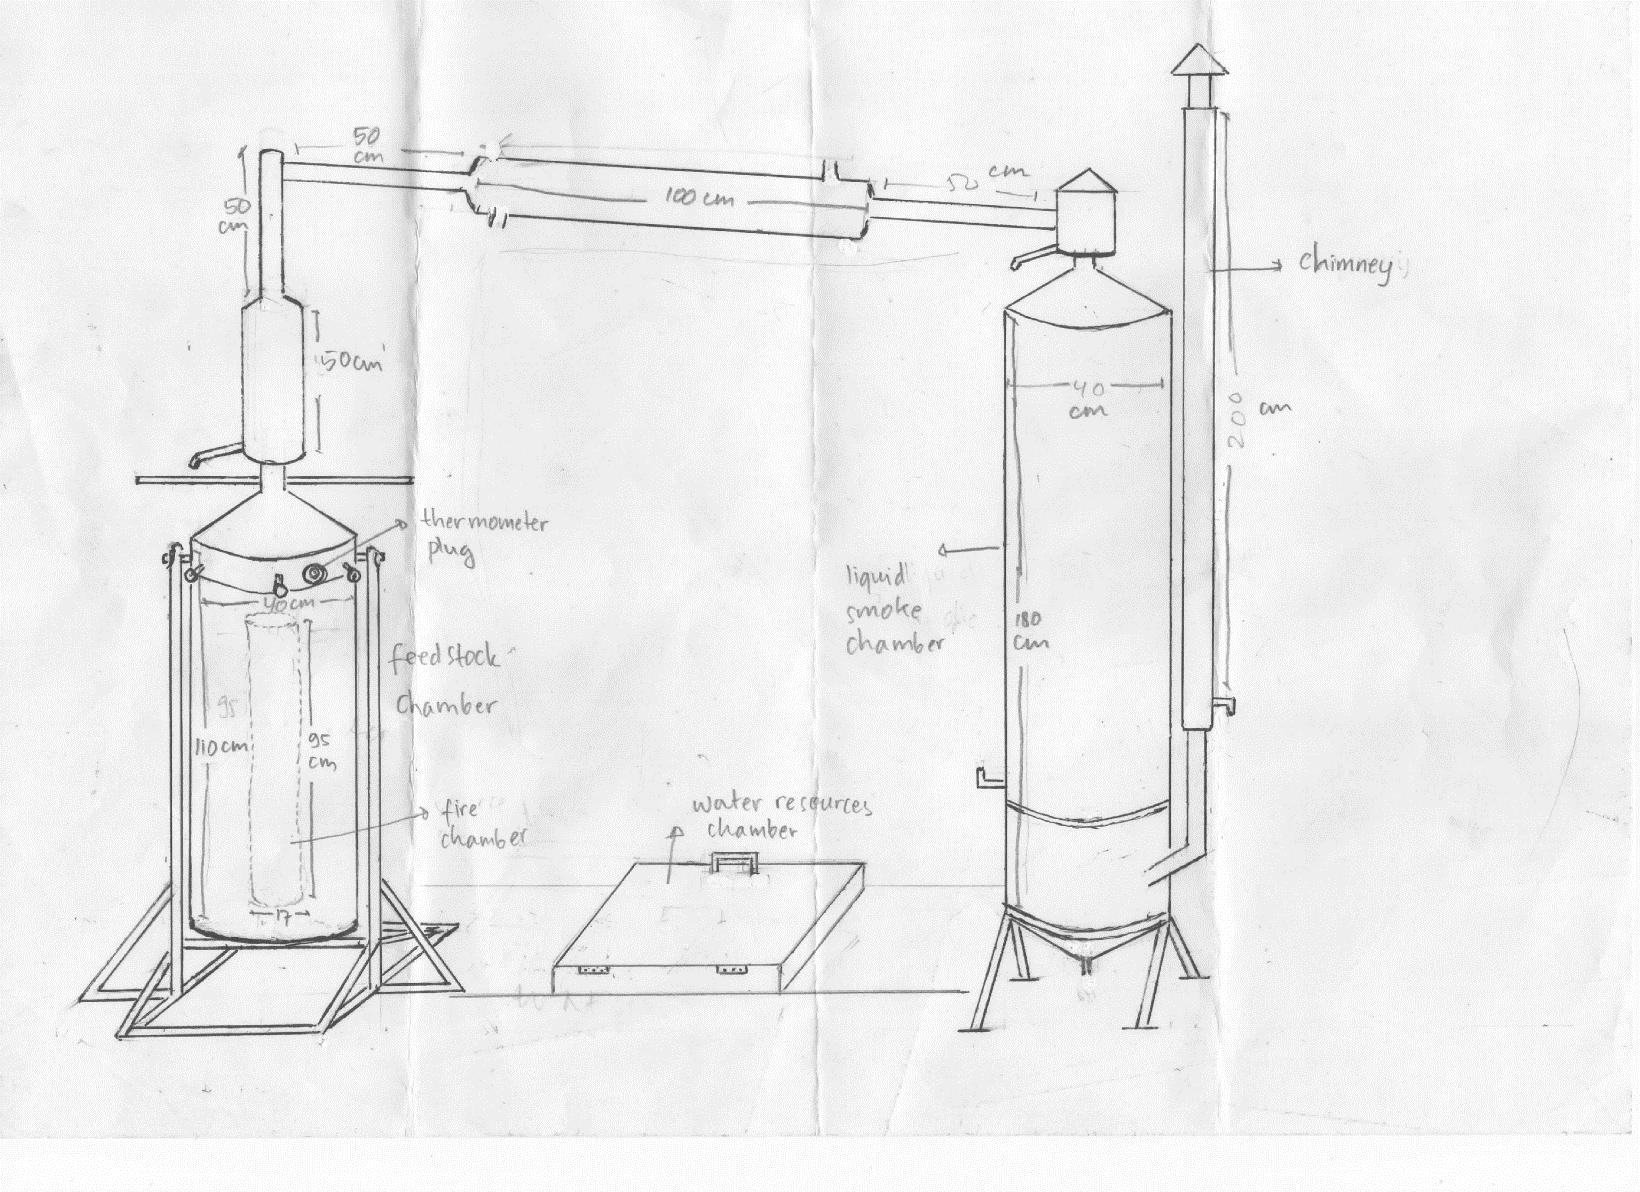 50
cm
50
cm
100 cm
50 cm
chimney
50cm
40
cm
200 cm
thermometer
plug
40cm
liquid
smoke
chamber
180
cm
feedstock
chamber
95
110cm
95
cm
fire
chamber
water resources
chamber
17